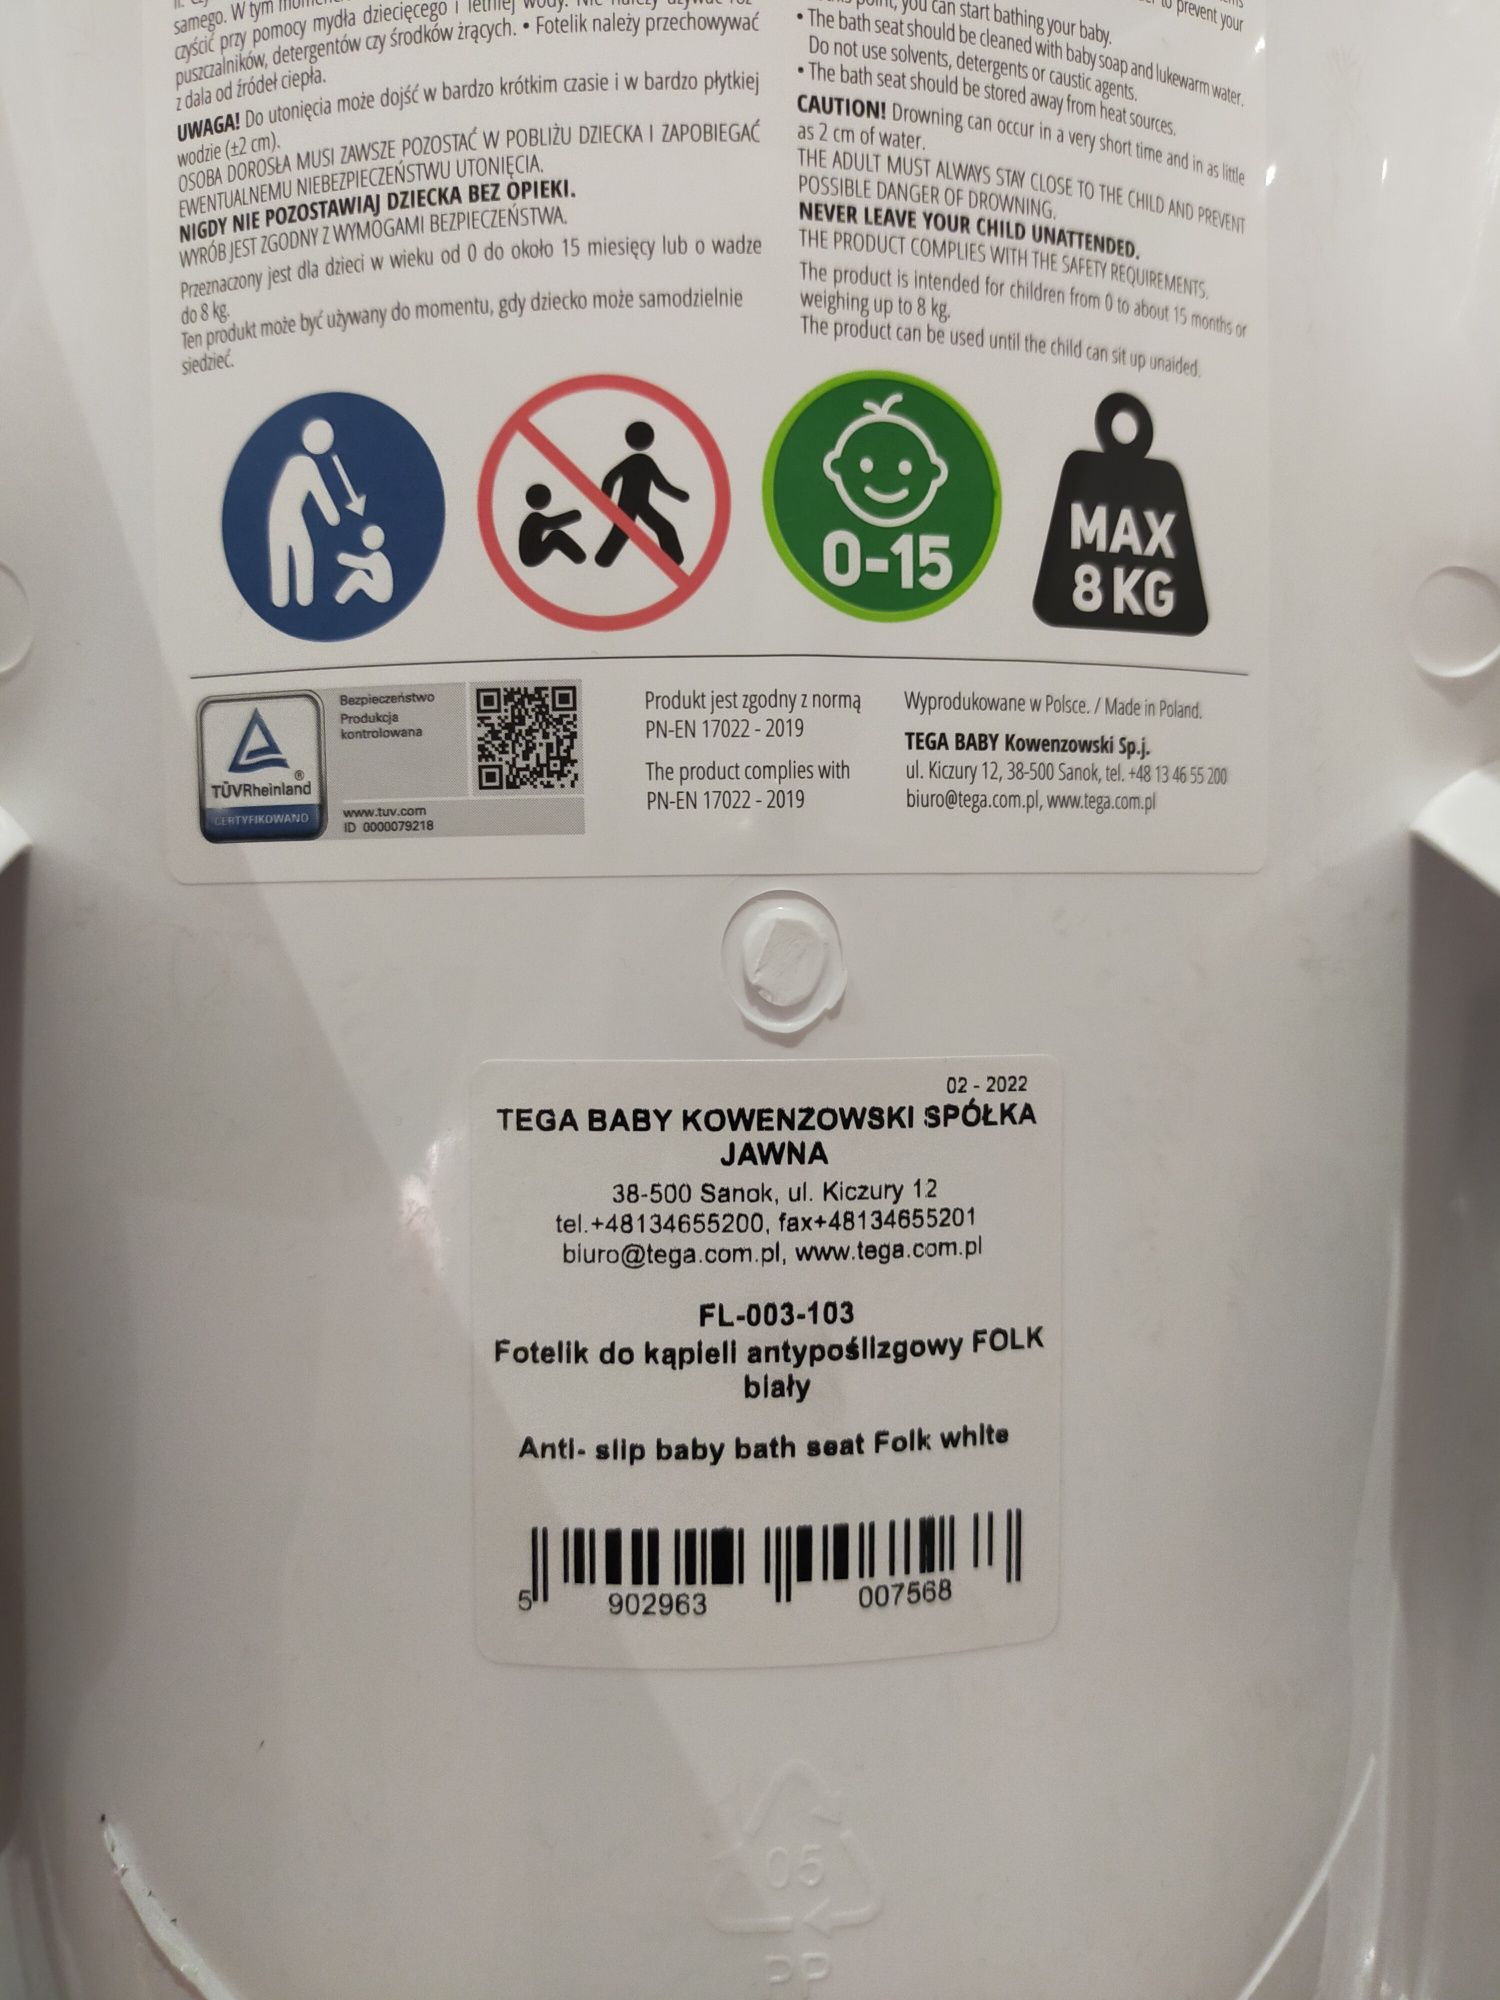 samego. W tym
czyścić przy pomocy mydła dziecięcego i letniej wody. Nie należy używać roz-
puszczalników, detergentów czy środków żrących. • Fotelik należy przechowywać
z dala od źródeł ciepła.
UWAGA! Do utonięcia może dojść w bardzo krótkim czasie i w bardzo płytkiej
wodzie (±2 cm).
OSOBA DOROSŁA MUSI ZAWSZE POZOSTAĆ W POBLIŻU DZIECKA I ZAPOBIEGAĆ
EWENTUALNEMU NIEBEZPIECZEŃSTWU UTONIĘCIA.
NIGDY NIE POZOSTAWIAJ DZIECKA BEZ OPIEKI.
WYRÓB JEST ZGODNY Z WYMOGAMI BEZPIECZEŃSTWA.
Przeznaczony jest dla dzieci w wieku od 0 do około 15 miesięcy lub o wadze
do 8 kg.
Ten produkt może być używany do momentu, gdy dziecko może samodzielnie
siedzieć.
to prevent your
point, you can start bathing your baby.
• The bath seat should be cleaned with baby soap and lukewarm water.
Do not use solvents, detergents or caustic agents.
• The bath seat should be stored away from heat sources.
CAUTION! Drowning can occur in a very short time and in as little
as 2 cm of water.
THE ADULT MUST ALWAYS STAY CLOSE TO THE CHILD AND PREVENT
POSSIBLE DANGER OF DROWNING.
NEVER LEAVE YOUR CHILD UNATTENDED.
THE PRODUCT COMPLIES WITH THE SAFETY REQUIREMENTS.
The product is intended for children from 0 to about 15 months or
weighing up to 8 kg.
The product can be used until the child can sit up unaided.
0-15
MAX
8 KG
TÜVRheinland®
CERTYFIKOWANO
Bezpieczeństwo
Produkcja
kontrolowana
www.tuv.com
ID 0000079218
Produkt jest zgodny z normą
PN-EN 17022 - 2019
The product complies with
PN-EN 17022 - 2019
Wyprodukowane w Polsce. / Made in Poland.
TEGA BABY Kowenzowski Sp.j.
ul. Kiczury 12, 38-500 Sanok, tel. +48 13 46 55 200
biuro@tega.com.pl, www.tega.com.pl
02 - 2022
TEGA BABY KOWENZOWSKI SPÓŁKA
JAWNA
38-500 Sanok, ul. Kiczury 12
tel.+48134655200, fax+48134655201
biuro@tega.com.pl, www.tega.com.pl
FL-003-103
Fotelik do kąpieli antypoślizgowy FOLK
biały
Anti- slip baby bath seat Folk white
5 902963 007568
05
PP